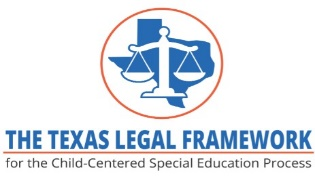 THE TEXAS LEGAL FRAMEWORK
for the Child-Centered Special Education Process